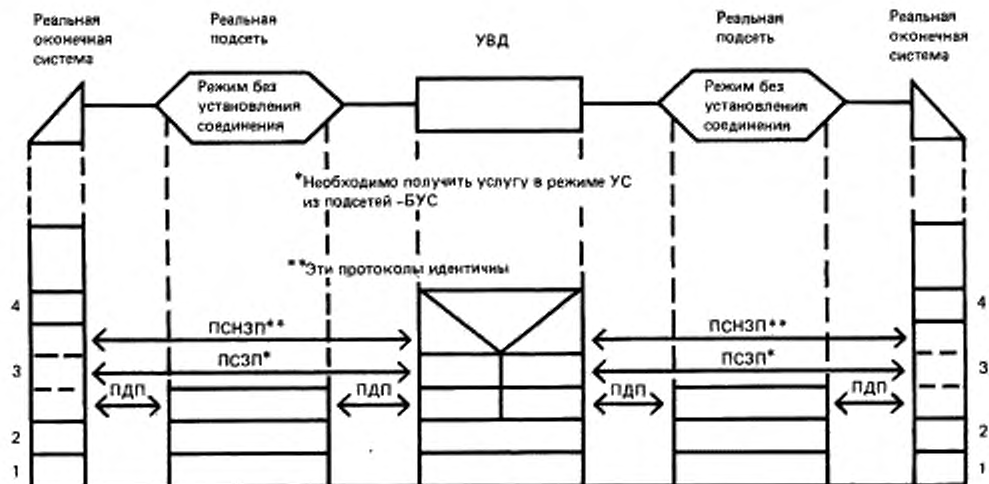 Реальная
оконечная
система
Реальная
подсеть
УВД
Реальная
подсеть
Реальная
оконечная
система
Режим без
установления
соединения
Режим без
установления
соединения
*Необходимо получить услугу в режиме УС
из подсетей –БУС
**Эти протоколы идентичны
4
ПСНЗП**
ПСНЗП**
4
3
ПСЗП*
ПСЗП*
3
ПДП
ПДП
ПДП
ПДП
2
2
1
1